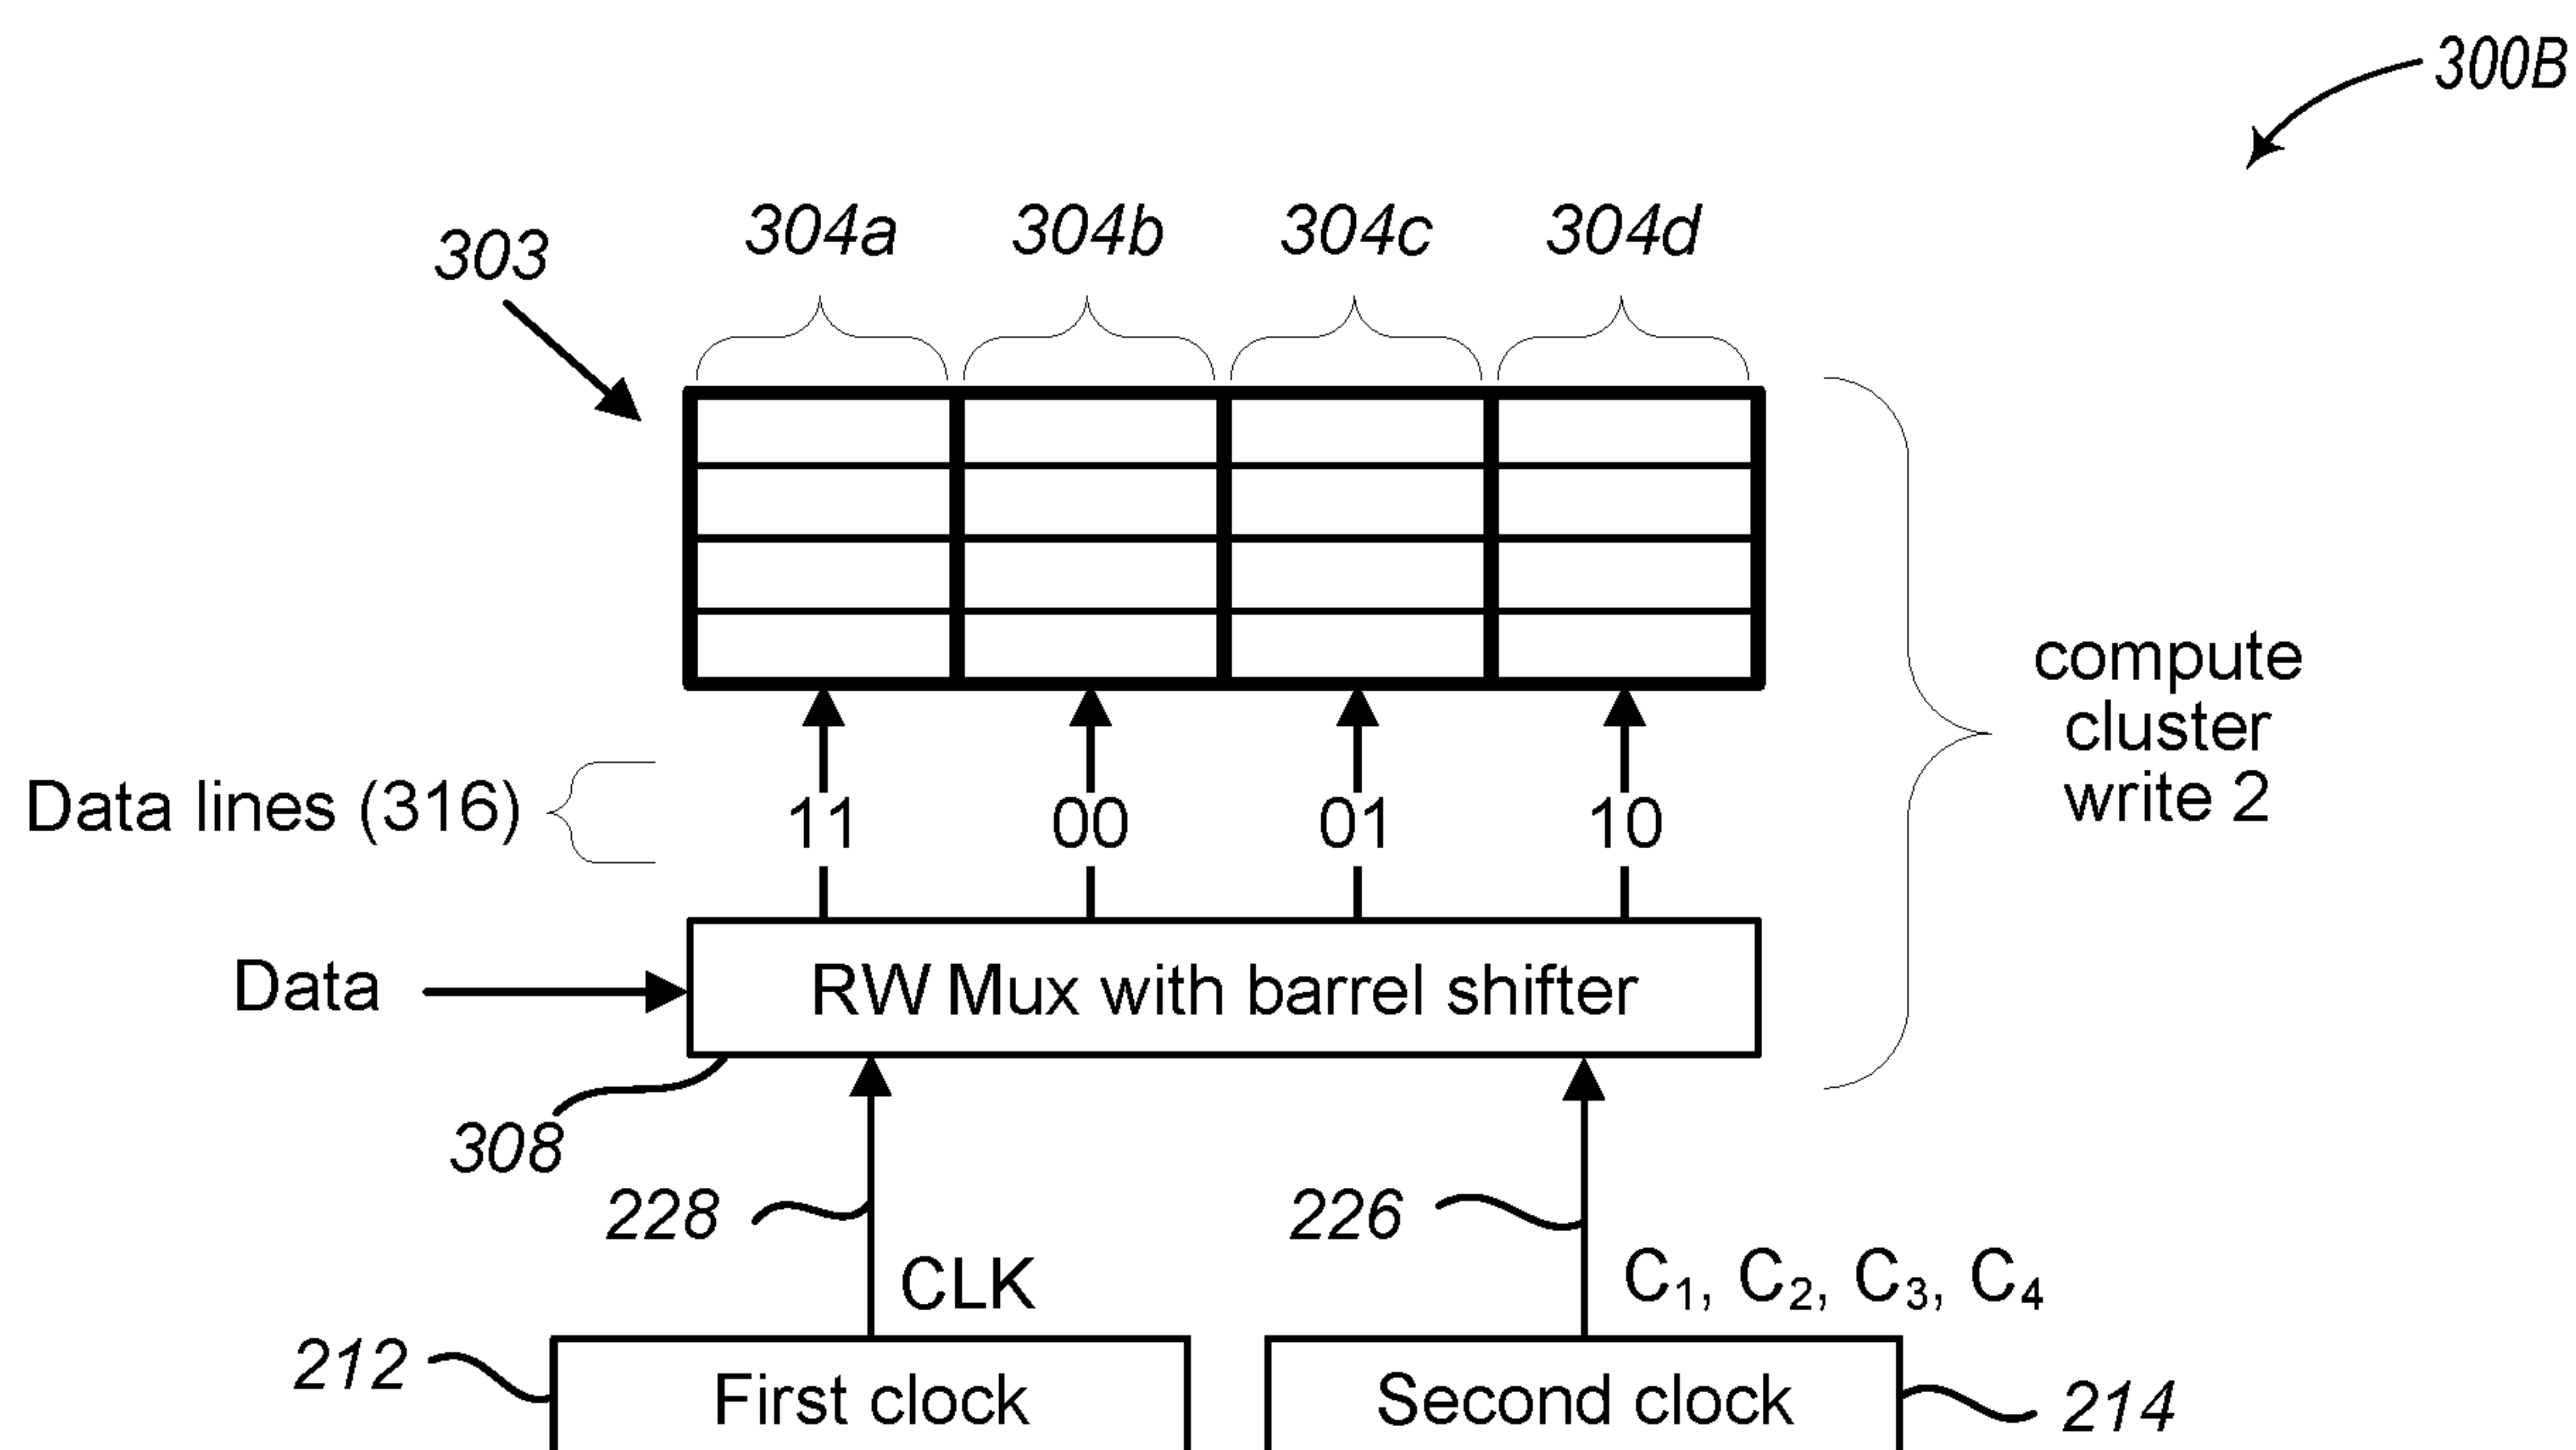 300B
304a 304b 304c 304d
303
compute
cluster
write 2
Data lines (316)
11 00 01 10
Data
RW Mux with barrel shifter
308
228
226
CLK
C₁, C₂, C₃, C₄
212
First clock
Second clock
214